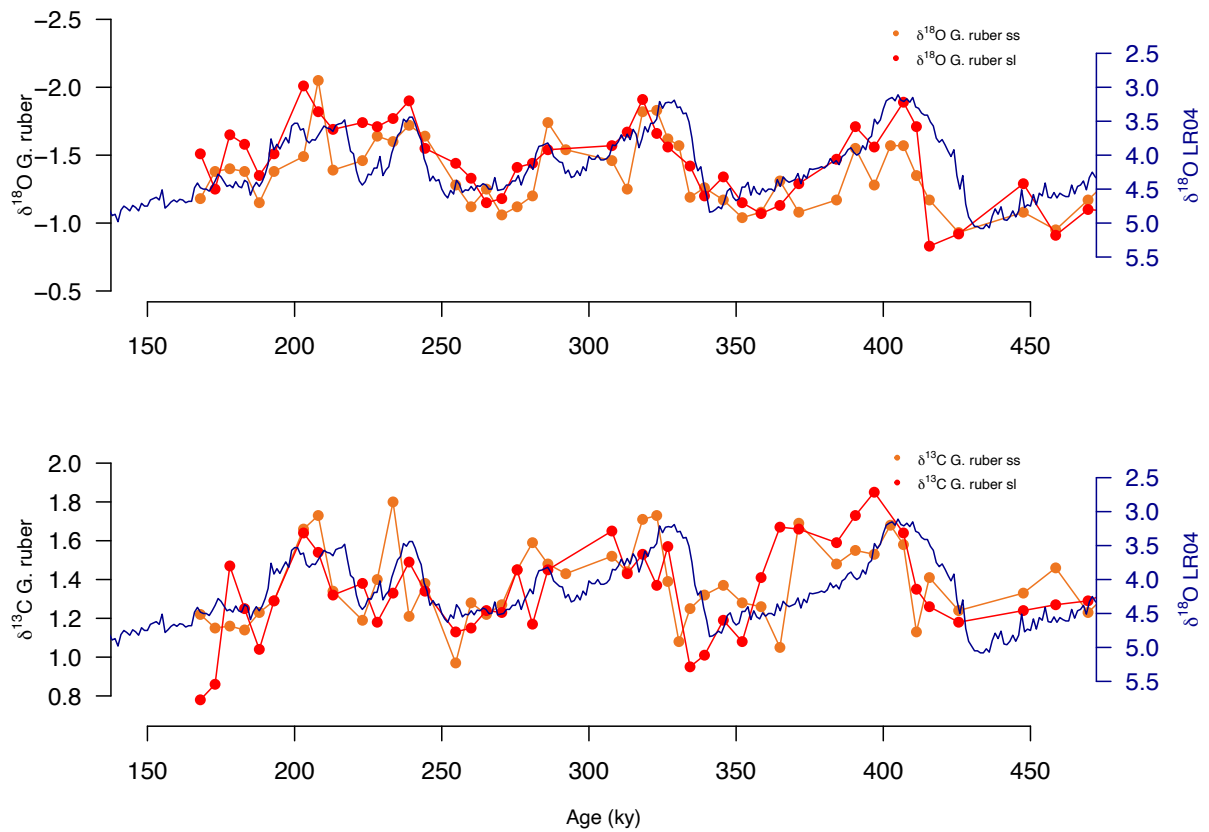 δ18O G. ruber
−2.5
−2.0
−1.5
−1.0
−0.5
δ18O G. ruber ss
δ18O G. ruber sl
2.5
3.0
3.5
4.0
4.5
5.0
5.5
δ18O LR04
150 200 250 300 350 400 450
δ13C G. ruber
2.0
1.8
1.6
1.4
1.2
1.0
0.8
δ13C G. ruber ss
δ13C G. ruber sl
2.5
3.0
3.5
4.0
4.5
5.0
5.5
δ18O LR04
150 200 250 300 350 400 450
Age (ky)